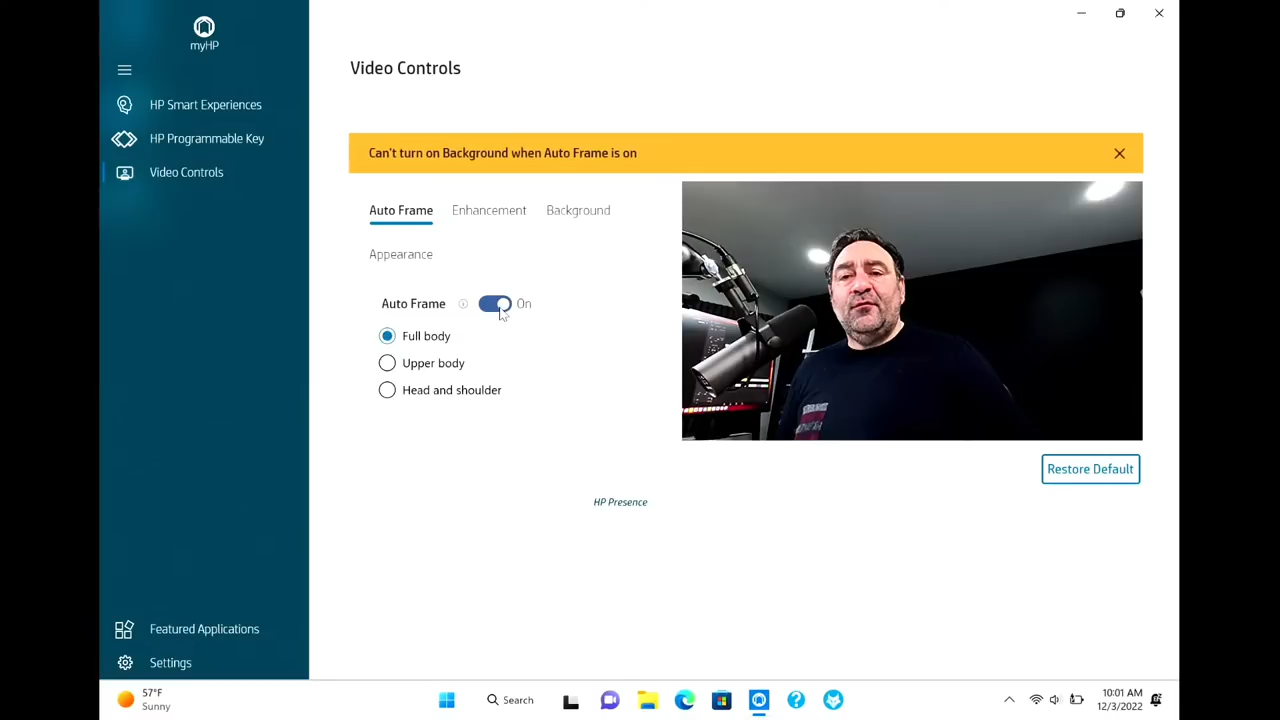 myHP
HP Smart Experiences
HP Programmable Key
Video Controls
Featured Applications
Settings
Video Controls
Can't turn on Background when Auto Frame is on
Auto Frame
Enhancement
Background
Appearance
Auto Frame
On
Full body
Upper body
Head and shoulder
Restore Default
HP Presence
57°F
Sunny
Search
10:01 AM
12/3/2022